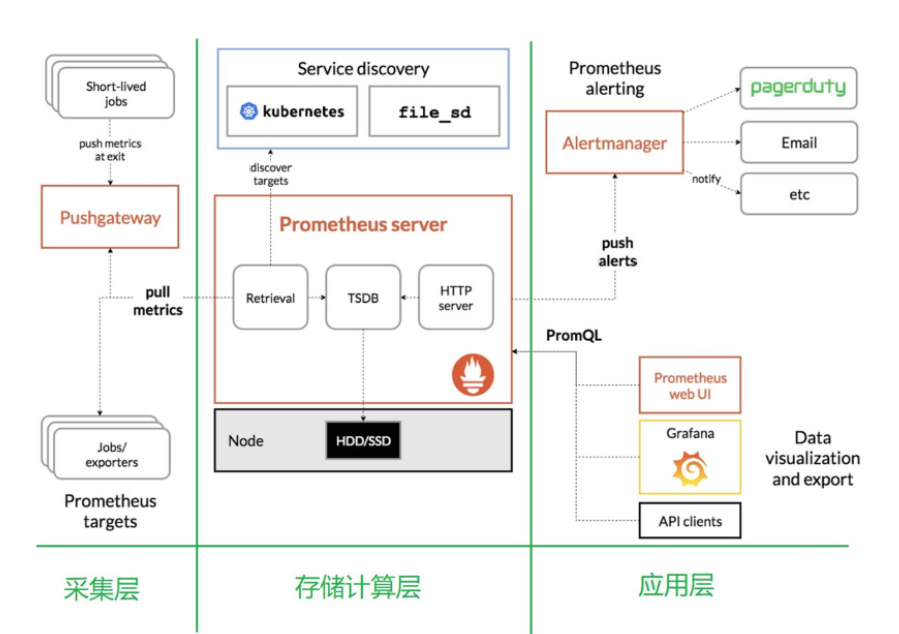 Short-lived
jobs
push metrics
at exit
Pushgateway
pull
metrics
Jobs/
exporters
Prometheus
targets
采集层
Service discovery
kubernetes
file_sd
discover
targets
Prometheus server
Retrieval
TSDB
HTTP
server
Node
HDD/SSD
存储计算层
Prometheus
alerting
Alertmanager
pagerduty
Email
notify
etc
push
alerts
PromQL
Prometheus
web UI
Grafana
API clients
Data
visualization
and export
应用层